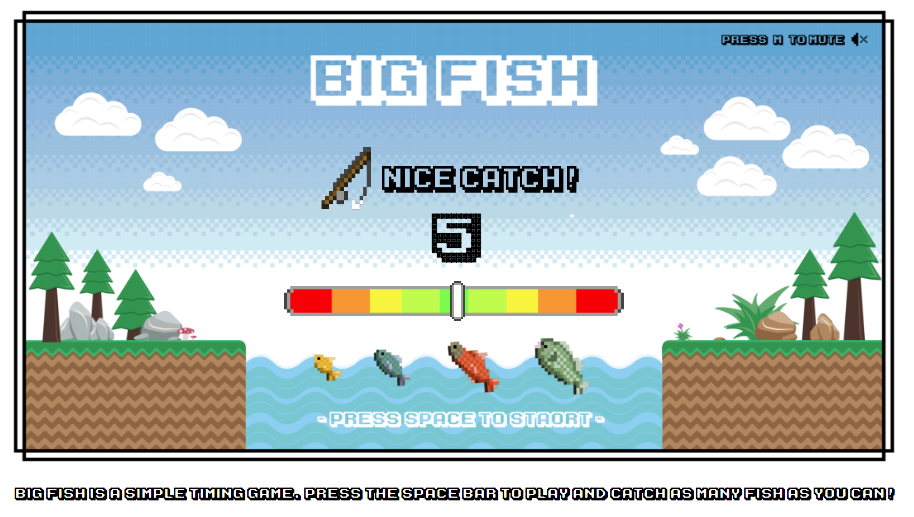 PRESS M TO MUTE
BIG FISH
NICE CATCH!
5
- PRESS SPACE TO STAORT -
BIG FISH IS A SIMPLE TIMING GAME. PRESS THE SPACE BAR TO PLAY AND CATCH AS MANY FISH AS YOU CAN!